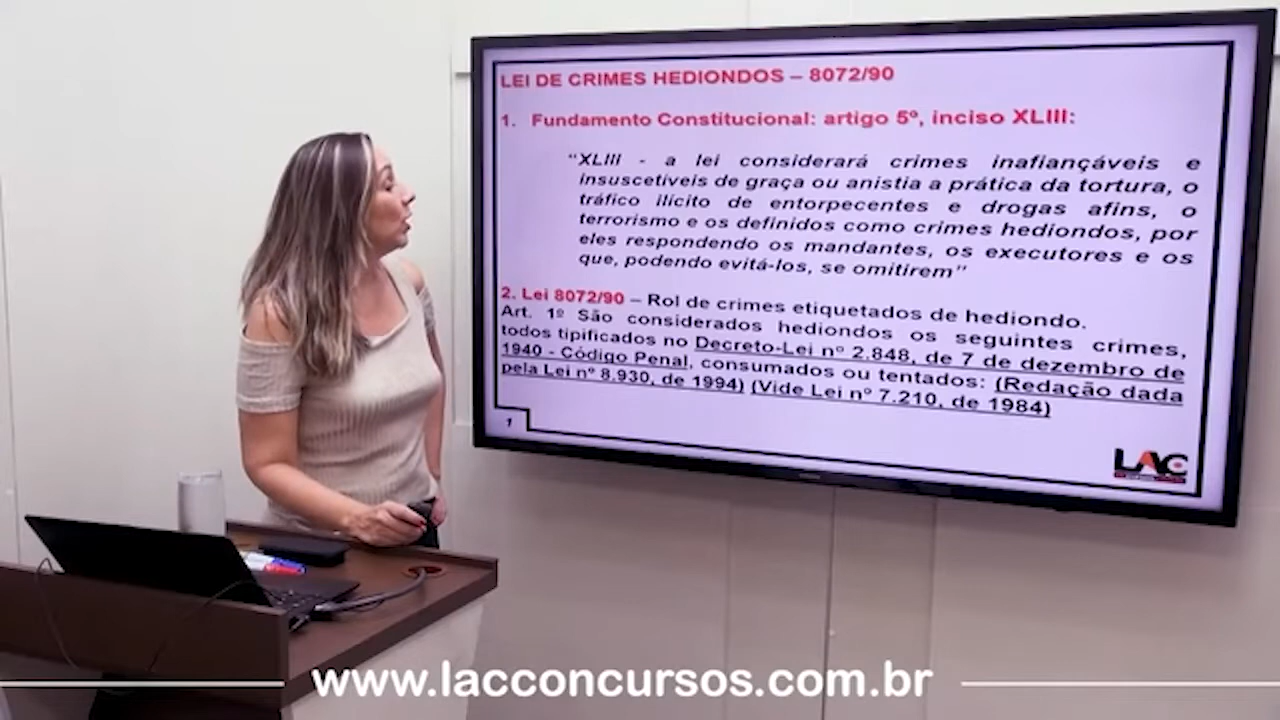 LEI DE CRIMES HEDIONDOS – 8072/90
1. Fundamento Constitucional: artigo 5º, inciso XLIII:
“XLIII - a lei considerará crimes inafiançáveis e
insuscetíveis de graça ou anistia a prática da tortura, o
tráfico ilícito de entorpecentes e drogas afins, o
terrorismo e os definidos como crimes hediondos, por
eles respondendo os mandantes, os executores e os
que, podendo evitá-los, se omitirem”
2. Lei 8072/90 – Rol de crimes etiquetados de hediondo.
Art. 1º São considerados hediondos os seguintes crimes,
todos tipificados no Decreto-Lei nº 2.848, de 7 de dezembro de
1940 - Código Penal, consumados ou tentados: (Redação dada
pela Lei nº 8.930, de 1994) (Vide Lei nº 7.210, de 1984)
1
LAC
www.lacconcursos.com.br